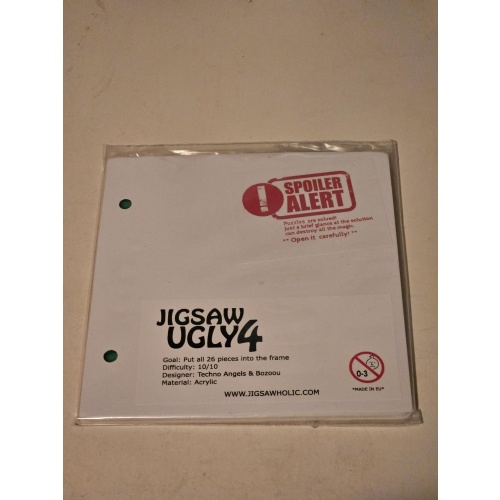 SPOILER
ALERT
Puzzles are solved!
Just a brief glance at the solution
can destroy all the magic.
** Open it carefully! **
JIGSAW
UGLY4
Goal: Put all 26 pieces into the frame
Difficulty: 10/10
Designer: Techno Angels & Bozoou
Material: Acrylic
WWW.JIGSAWHOLIC.COM
0-3
*MADE IN EU*